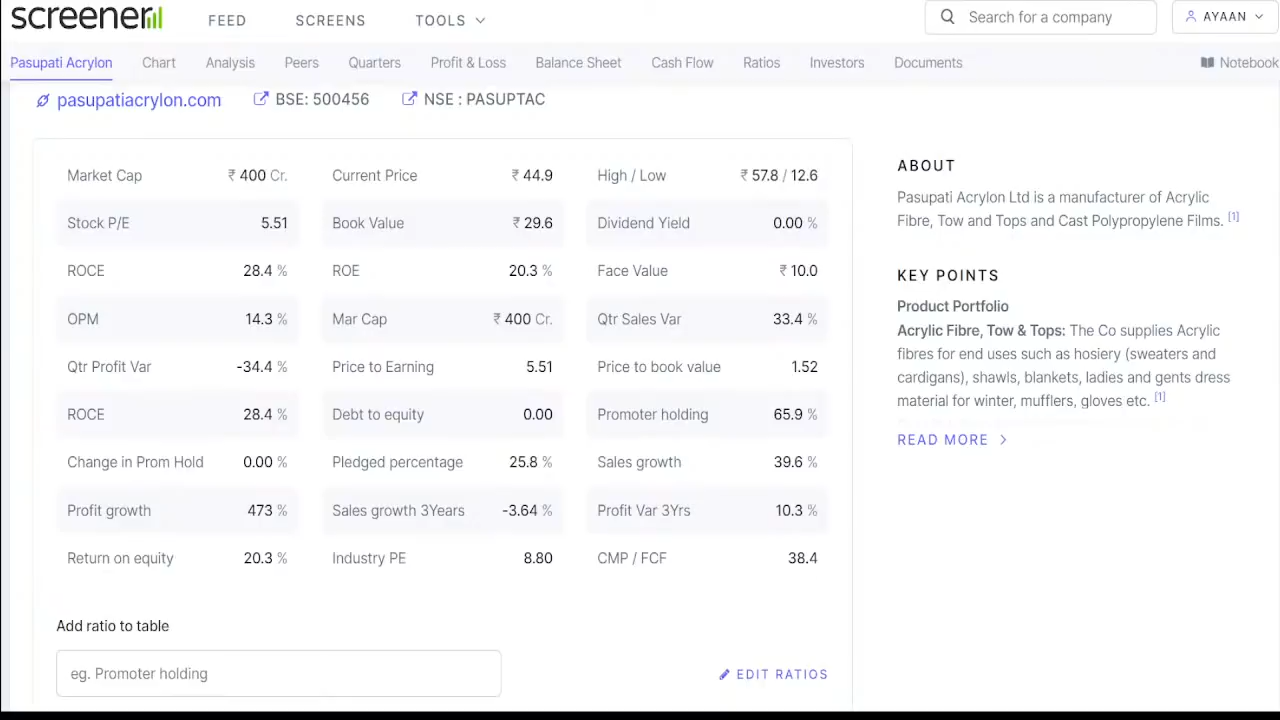 screener
FEED SCREENS TOOLS
Search for a company
AYAAN
Pasupati Acrylon Chart Analysis Peers Quarters Profit & Loss Balance Sheet Cash Flow Ratios Investors Documents Notebook
pasupatiacrylon.com BSE: 500456 NSE : PASUPTAC
Market Cap ₹ 400 Cr. Current Price ₹ 44.9 High / Low ₹ 57.8 / 12.6
Stock P/E 5.51 Book Value ₹ 29.6 Dividend Yield 0.00 %
ROCE 28.4 % ROE 20.3 % Face Value ₹ 10.0
OPM 14.3 % Mar Cap ₹ 400 Cr. Qtr Sales Var 33.4 %
Qtr Profit Var -34.4 % Price to Earning 5.51 Price to book value 1.52
ROCE 28.4 % Debt to equity 0.00 Promoter holding 65.9 %
Change in Prom Hold 0.00 % Pledged percentage 25.8 % Sales growth 39.6 %
Profit growth 473 % Sales growth 3Years -3.64 % Profit Var 3Yrs 10.3 %
Return on equity 20.3 % Industry PE 8.80 CMP / FCF 38.4
Add ratio to table
eg. Promoter holding
EDIT RATIOS
ABOUT
Pasupati Acrylon Ltd is a manufacturer of Acrylic
Fibre, Tow and Tops and Cast Polypropylene Films. [1]
KEY POINTS
Product Portfolio
Acrylic Fibre, Tow & Tops: The Co supplies Acrylic
fibres for end uses such as hosiery (sweaters and
cardigans), shawls, blankets, ladies and gents dress
material for winter, mufflers, gloves etc. [1]
READ MORE